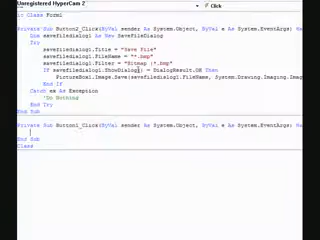 Unregistered HyperCam 2
Click
ic Class Form1
Private Sub Button2_Click(ByVal sender As System.Object, ByVal e As System.EventArgs) Ha
Dim savefiledialog1 As New SaveFileDialog
Try
savefiledialog1.Title = "Save File"
savefiledialog1.FileName = "*.bmp"
savefiledialog1.Filter = "Bitmap |*.bmp"
If savefiledialog1.ShowDialog() = DialogResult.OK Then
PictureBox1.Image.Save(savefiledialog1.FileName, System.Drawing.Imaging.Imag
End If
Catch ex As Exception
'Do Nothing
End Try
End Sub
Private Sub Button1_Click(ByVal sender As System.Object, ByVal e As System.EventArgs) Ha
End Sub
Class